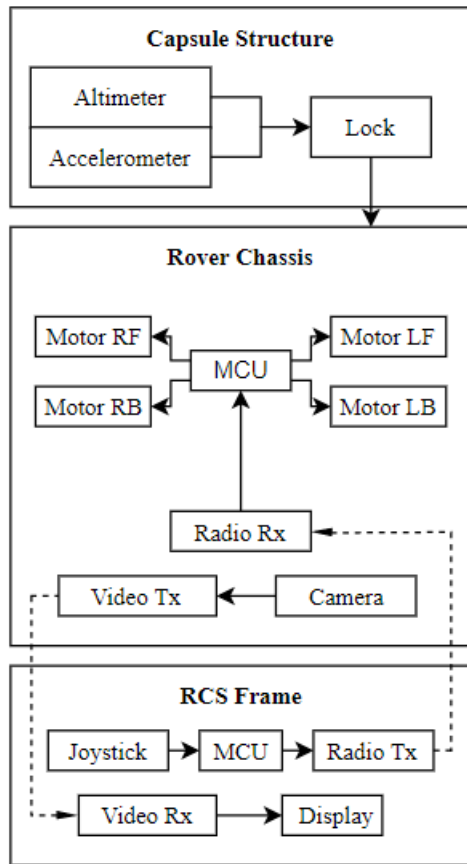 Capsule Structure
Altimeter
Accelerometer
Lock
Rover Chassis
Motor RF
Motor LF
MCU
Motor RB
Motor LB
Radio Rx
Video Tx
Camera
RCS Frame
Joystick
MCU
Radio Tx
Video Rx
Display